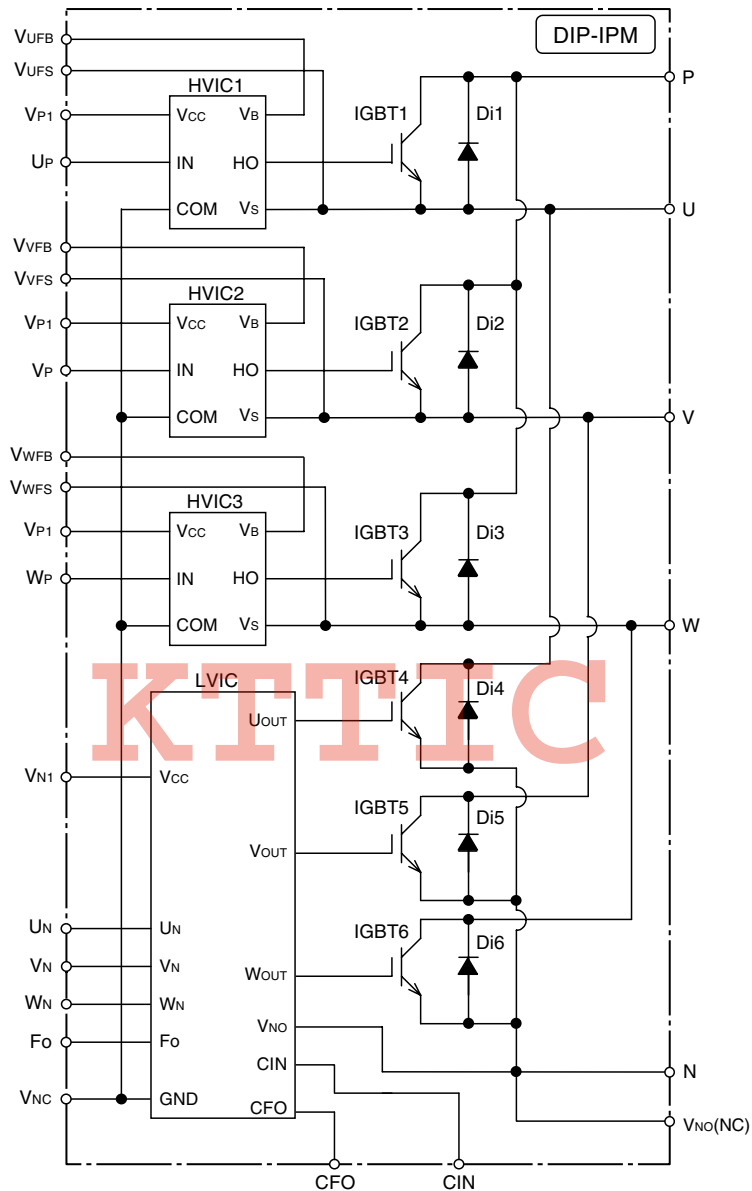 DIP-IPM
VUFB
VUFS
HVIC1
VP1
VCC
VB
IGBT1
Di1
P
UP
IN
HO
COM
VS
U
VVFB
VVFS
HVIC2
VP1
VCC
VB
IGBT2
Di2
VP
IN
HO
COM
VS
V
VWFB
VWFS
HVIC3
VP1
VCC
VB
IGBT3
Di3
WP
IN
HO
COM
VS
W
KTTIC
LVIC
IGBT4
Di4
UOUT
VN1
VCC
IGBT5
Di5
VOUT
UN
UN
IGBT6
Di6
VN
VN
WOUT
WN
WN
VNO
Fo
Fo
CIN
N
VNC
GND
CFO
VNO(NC)
CFO
CIN